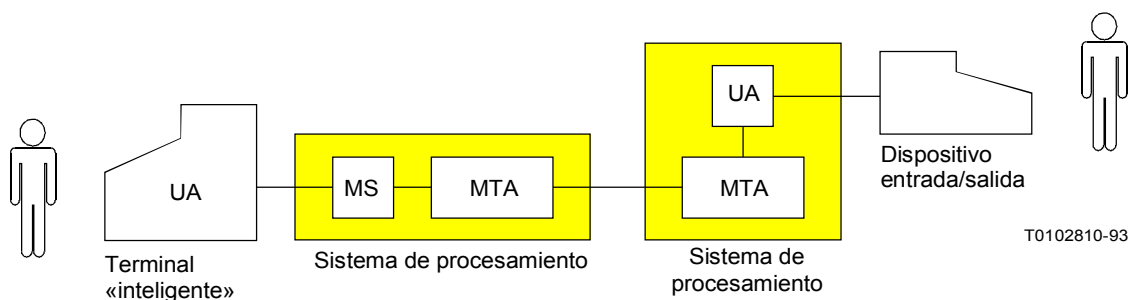 UA
Terminal
«inteligente»
MS
MTA
Sistema de procesamiento
UA
MTA
Sistema de
procesamiento
Dispositivo
entrada/salida
T0102810-93